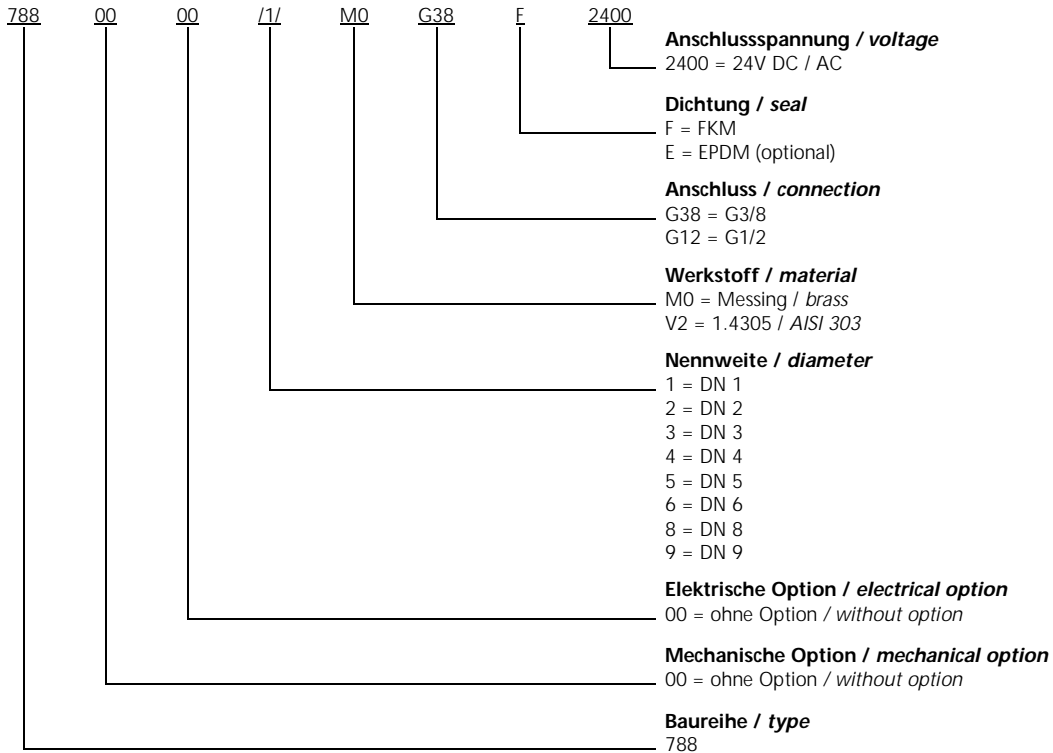 788 00 00 /1/ M0 G38 F 2400
Anschlussspannung / voltage
2400 = 24V DC / AC
Dichtung / seal
F = FKM
E = EPDM (optional)
Anschluss / connection
G38 = G3/8
G12 = G1/2
Werkstoff / material
M0 = Messing / brass
V2 = 1.4305 / AISI 303
Nennweite / diameter
1 = DN 1
2 = DN 2
3 = DN 3
4 = DN 4
5 = DN 5
6 = DN 6
8 = DN 8
9 = DN 9
Elektrische Option / electrical option
00 = ohne Option / without option
Mechanische Option / mechanical option
00 = ohne Option / without option
Baureihe / type
788